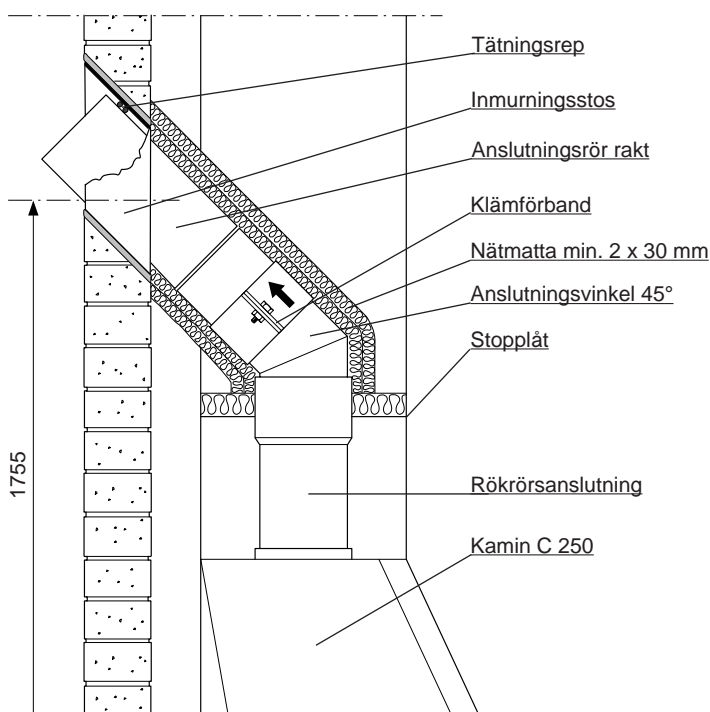 Tätningsrep
Inmurningsstos
Anslutningsrör rakt
Klämförband
Nätmatta min. 2 x 30 mm
Anslutningsvinkel 45°
Stopplåt
1755
Rökrörsanslutning
Kamin C 250